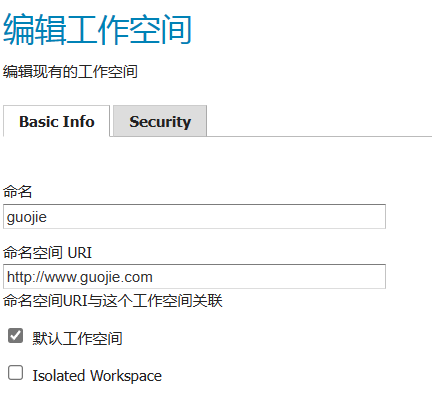 编辑工作空间
编辑现有的工作空间
Basic Info
Security
命名
guojie
命名空间 URI
http://www.guojie.com
命名空间URI与这个工作空间关联
默认工作空间
Isolated Workspace